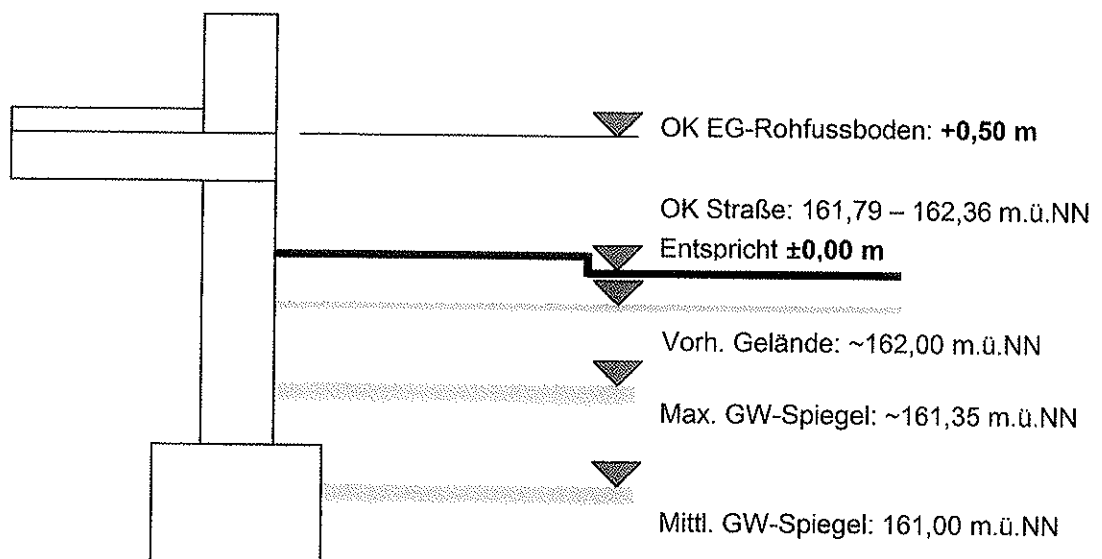 OK EG-Rohfussboden: +0,50 m
OK Straße: 161,79 – 162,36 m.ü.NN
Entspricht ±0,00 m
Vorh. Gelände: ~162,00 m.ü.NN
Max. GW-Spiegel: ~161,35 m.ü.NN
Mittl. GW-Spiegel: 161,00 m.ü.NN